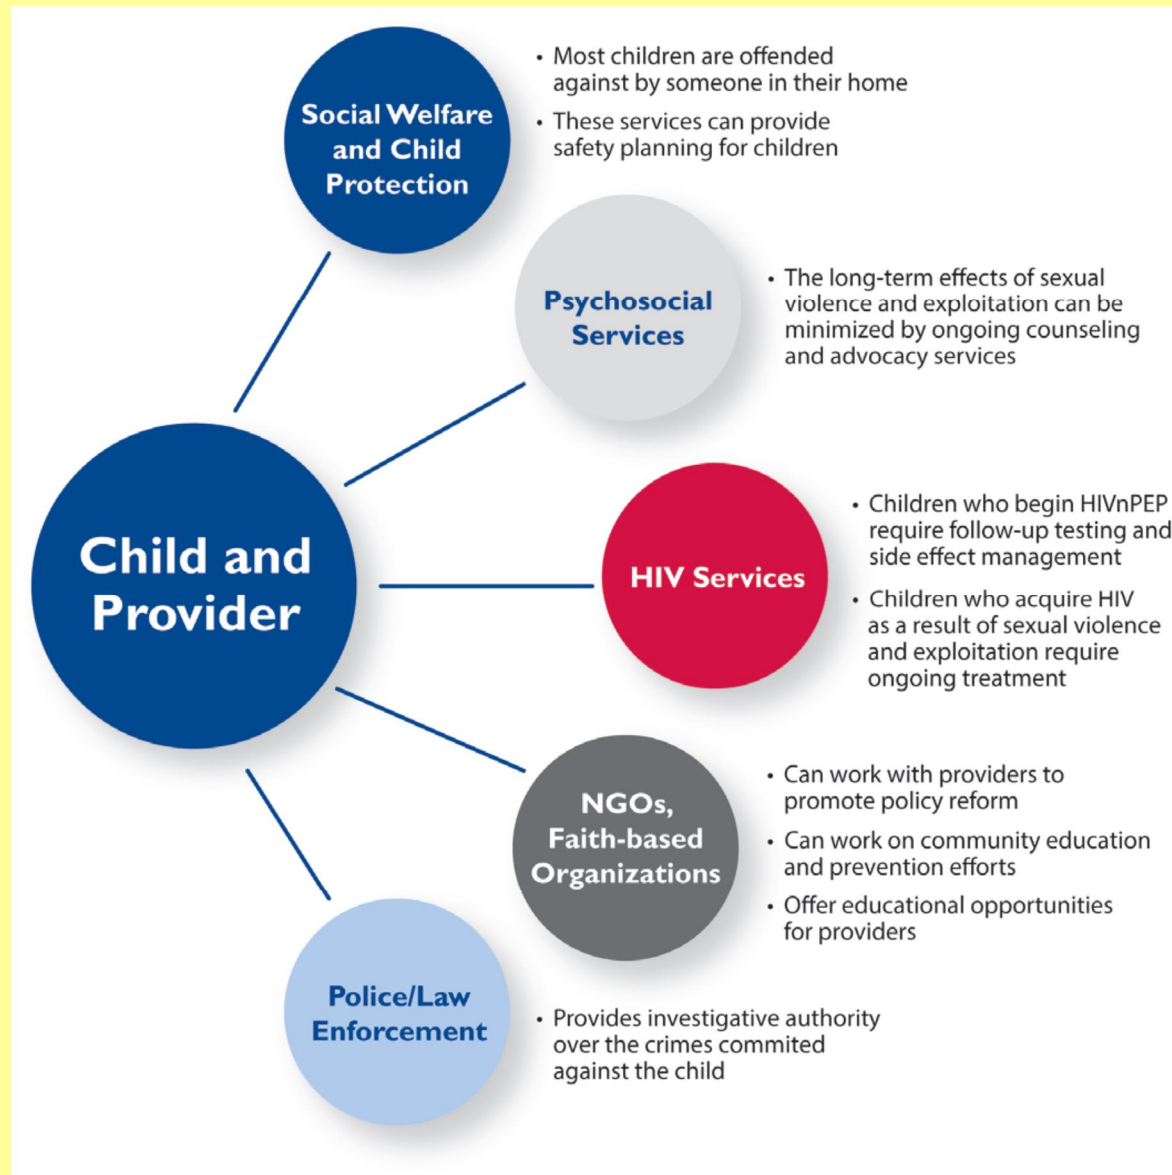 Social Welfare
and Child
Protection
• Most children are offended
against by someone in their home
• These services can provide
safety planning for children
Psychosocial
Services
• The long-term effects of sexual
violence and exploitation can be
minimized by ongoing counseling
and advocacy services
Child and
Provider
HIV Services
• Children who begin HIVnPEP
require follow-up testing and
side effect management
• Children who acquire HIV
as a result of sexual violence
and exploitation require
ongoing treatment
NGOs,
Faith-based
Organizations
• Can work with providers to
promote policy reform
• Can work on community education
and prevention efforts
• Offer educational opportunities
for providers
Police/Law
Enforcement
• Provides investigative authority
over the crimes commited
against the child